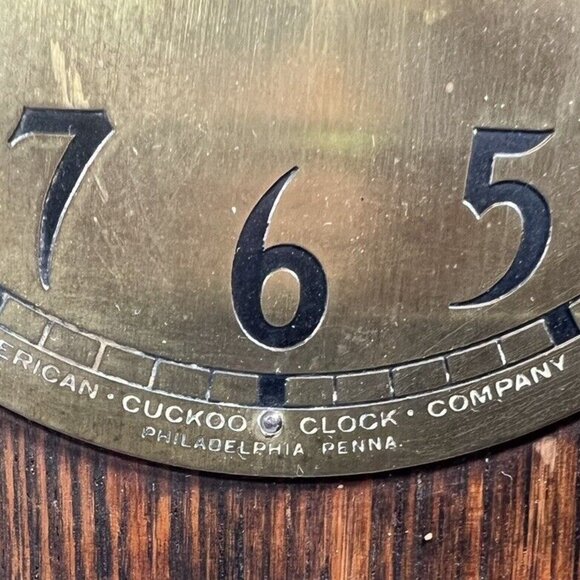 7 6 5
ERICAN · CUCKOO CLOCK · COMPANY
PHILADELPHIA PENNA.